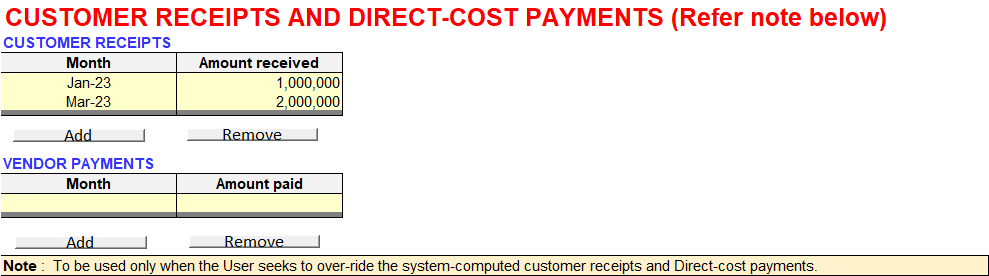 CUSTOMER RECEIPTS AND DIRECT-COST PAYMENTS (Refer note below)
CUSTOMER RECEIPTS
Month Amount received
Jan-23 1,000,000
Mar-23 2,000,000
Add Remove
VENDOR PAYMENTS
Month Amount paid
Add Remove
Note : To be used only when the User seeks to over-ride the system-computed customer receipts and Direct-cost payments.